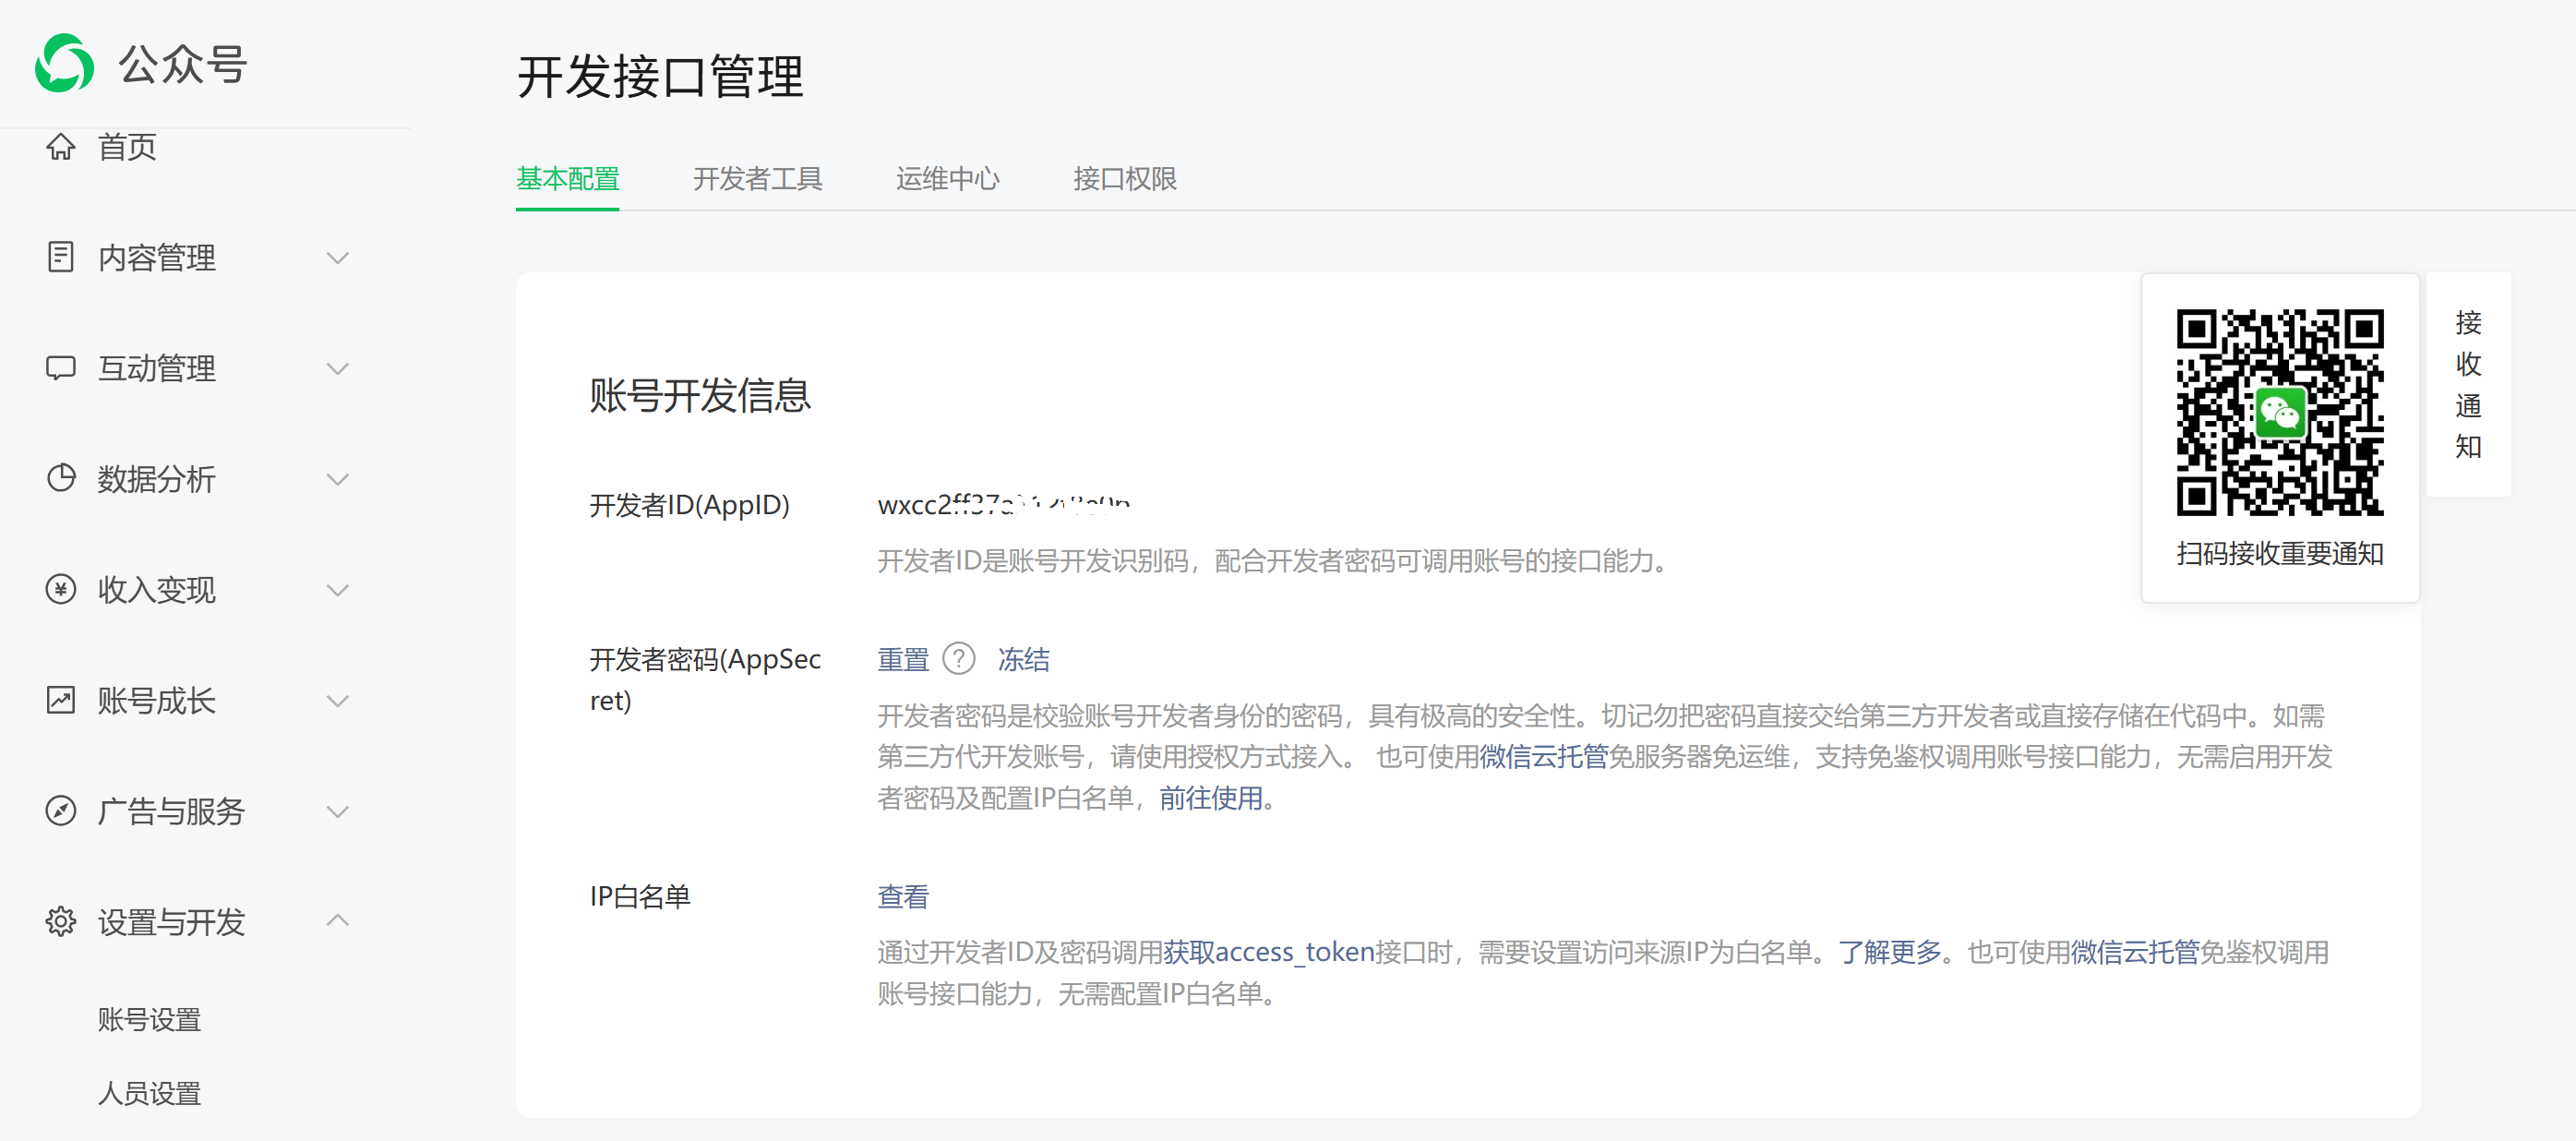 公众号
首页
内容管理
互动管理
数据分析
收入变现
账号成长
广告与服务
设置与开发
账号设置
人员设置
开发接口管理
基本配置 开发者工具 运维中心 接口权限
账号开发信息
开发者ID(AppID)
开发者ID是账号开发识别码，配合开发者密码可调用账号的接口能力。
开发者密码(AppSec
ret)
重置 ? 冻结
开发者密码是校验账号开发者身份的密码，具有极高的安全性。切记勿把密码直接交给第三方开发者或直接存储在代码中。如需
第三方代开发账号，请使用授权方式接入。 也可使用微信云托管免服务器免运维，支持免鉴权调用账号接口能力，无需启用开发
者密码及配置IP白名单，前往使用。
IP白名单
查看
通过开发者ID及密码调用获取access_token接口时，需要设置访问来源IP为白名单。了解更多。也可使用微信云托管免鉴权调用
账号接口能力，无需配置IP白名单。
扫码接收重要通知
接
收
通
知